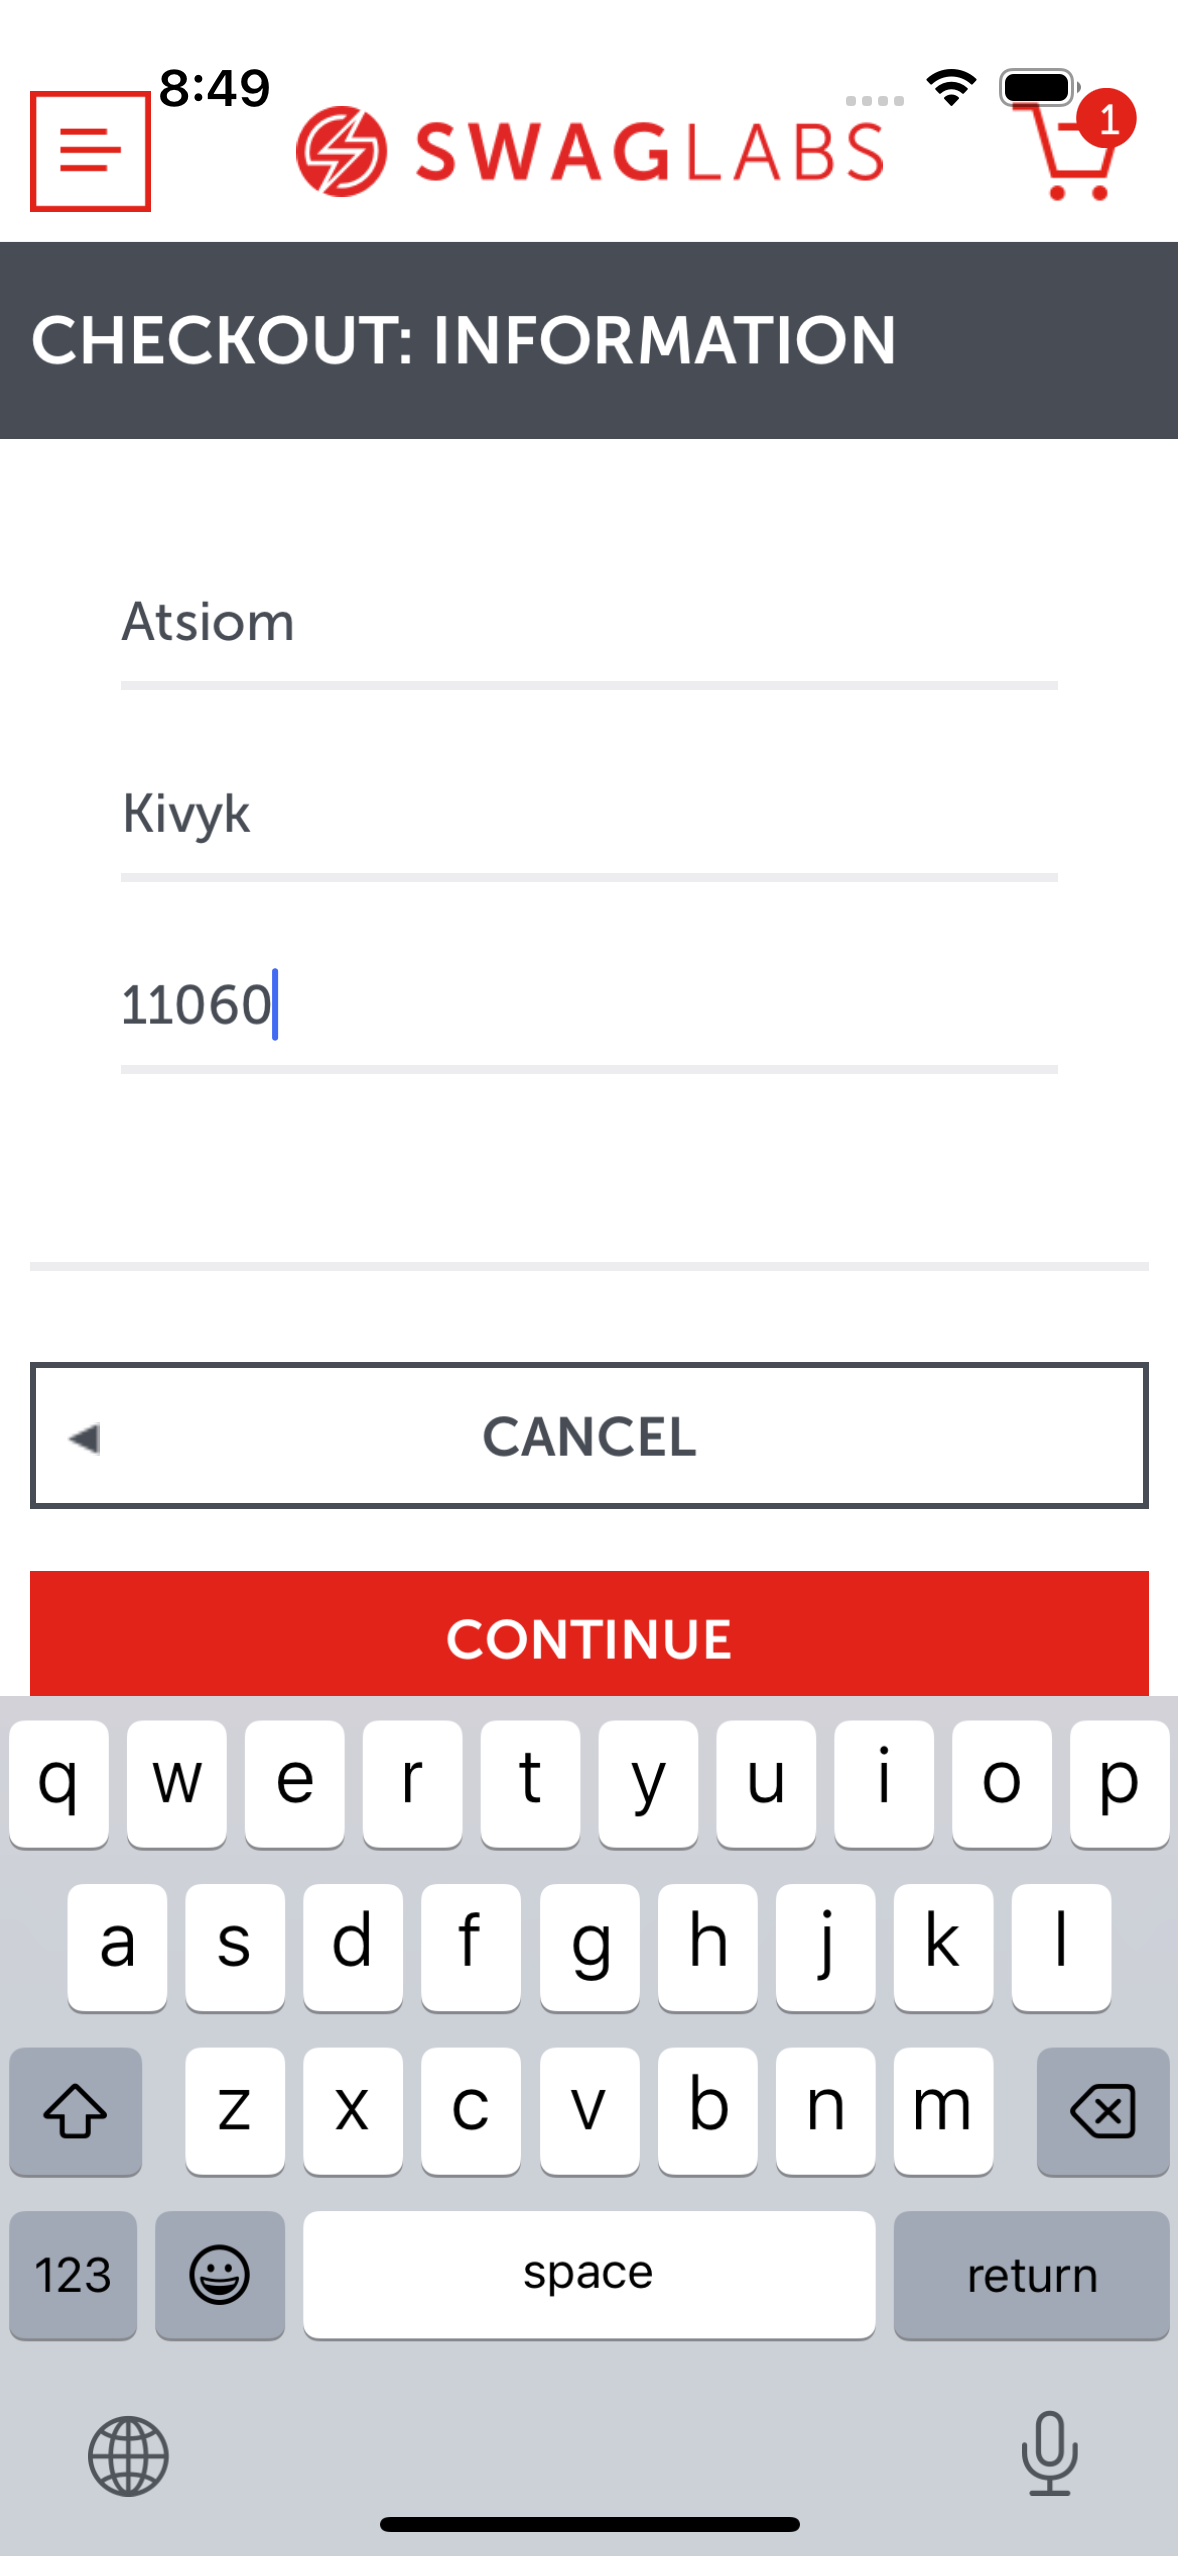 8:49
SWAGLABS
1
CHECKOUT: INFORMATION
Atsiom
Kivyk
11060
CANCEL
CONTINUE
q w e r t y u i o p
a s d f g h j k l
z x c v b n m
123 space return